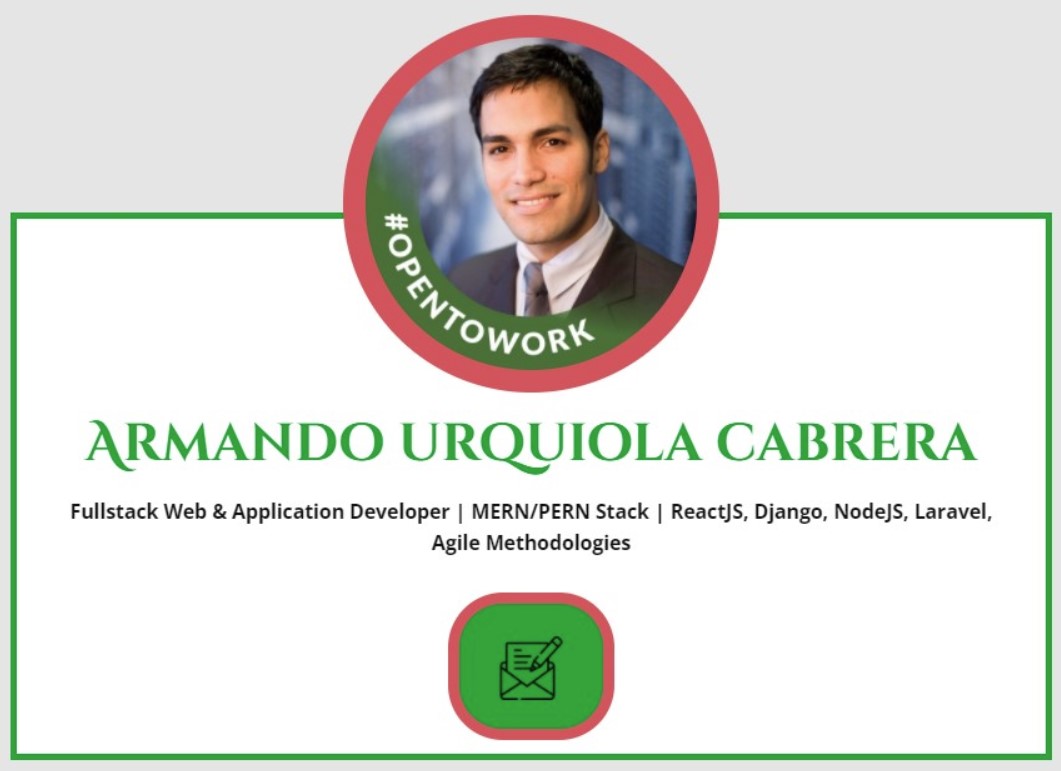 #OPENTOWORK
ARMANDO URQUIOLA CABRERA
Fullstack Web & Application Developer | MERN/PERN Stack | ReactJS, Django, NodeJS, Laravel,
Agile Methodologies